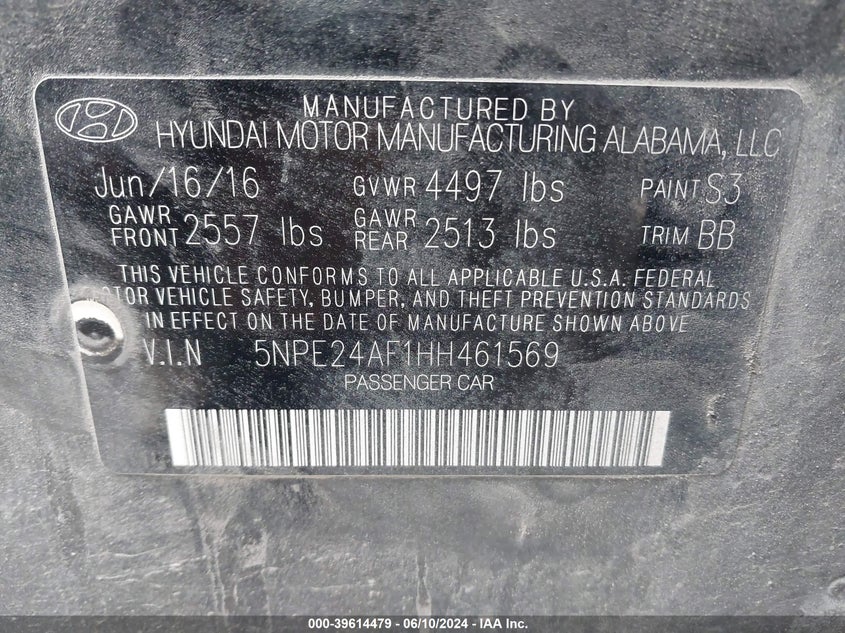 MANUFACTURED BY
HYUNDAI MOTOR MANUFACTURING ALABAMA, LLC
Jun/16/16 GVWR 4497 lbs PAINT S3
GAWR FRONT 2557 lbs GAWR REAR 2513 lbs TRIM BB
THIS VEHICLE CONFORMS TO ALL APPLICABLE U.S.A. FEDERAL
OTOR VEHICLE SAFETY, BUMPER, AND THEFT PREVENTION STANDARDS
IN EFFECT ON THE DATE OF MANUFACTURE SHOWN ABOVE
V.I.N 5NPE24AF1HH461569
PASSENGER CAR
000-39614479 - 06/10/2024 - IAA Inc.